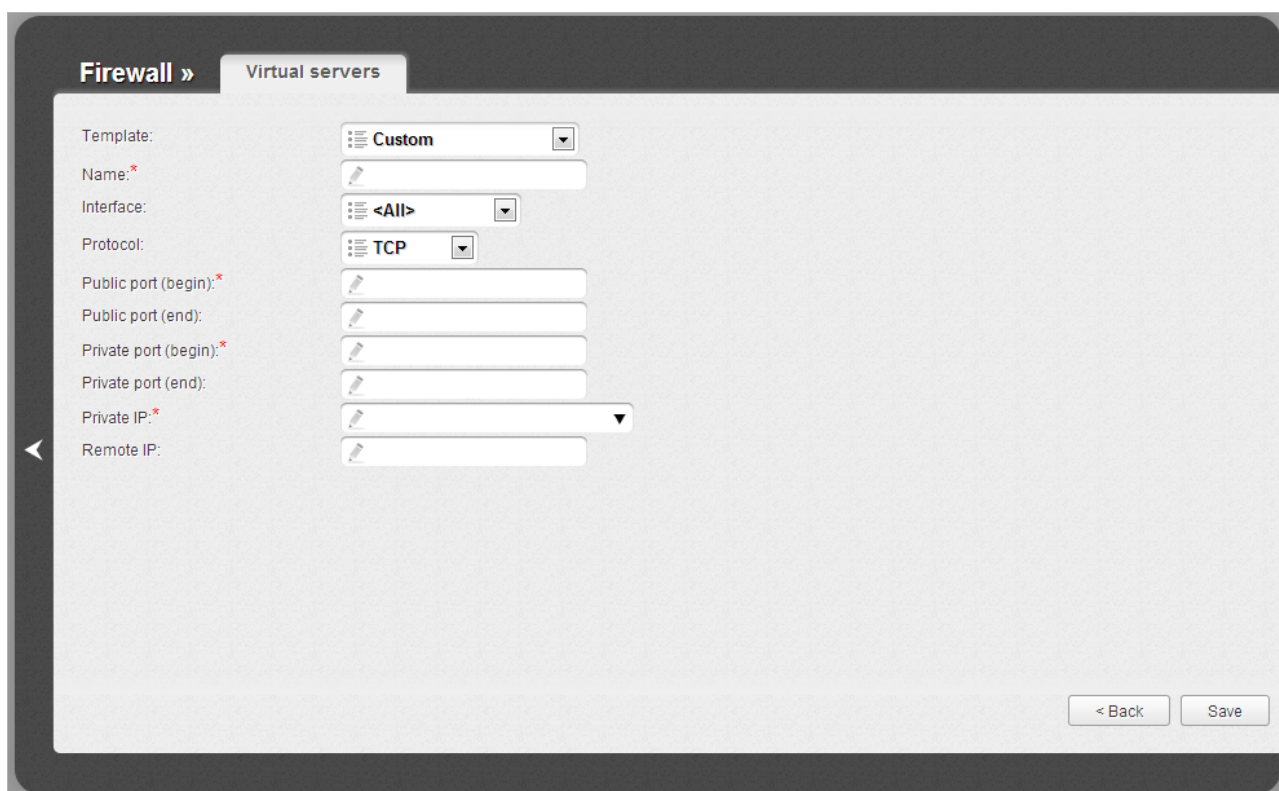 Firewall » Virtual servers
Template: Custom
Name:*
Interface: <All>
Protocol: TCP
Public port (begin):*
Public port (end):
Private port (begin):*
Private port (end):
Private IP:*
Remote IP:
< Back Save